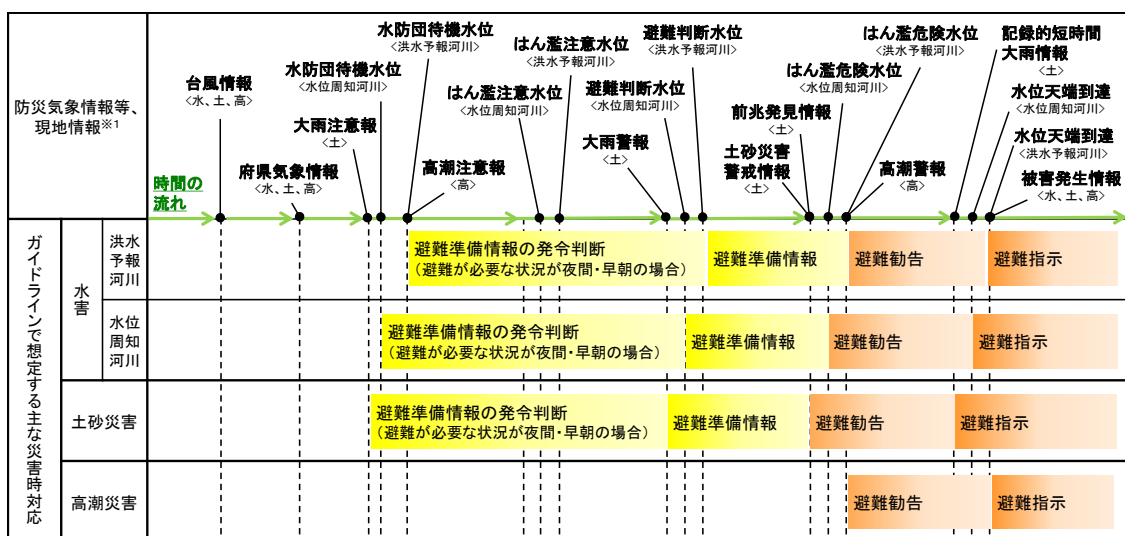 防災気象情報等、
現地情報※1
時間の
流れ
台風情報
<水、土、高>
府県気象情報
<水、土、高>
大雨注意報
<土>
水防団待機水位
<水位周知河川>
水防団待機水位
<洪水予報河川>
高潮注意報
<高>
はん濫注意水位
<水位周知河川>
はん濫注意水位
<洪水予報河川>
大雨警報
<土>
避難判断水位
<水位周知河川>
避難判断水位
<洪水予報河川>
前兆発見情報
<土>
土砂災害
警戒情報
<土>
はん濫危険水位
<水位周知河川>
はん濫危険水位
<洪水予報河川>
高潮警報
<高>
記録的短時間
大雨情報
<土>
水位天端到達
<水位周知河川>
水位天端到達
<洪水予報河川>
被害発生情報
<水、土、高>
ガイドラインで想定する主な災害時対応
水害
洪水
予報
河川
避難準備情報の発令判断
（避難が必要な状況が夜間・早朝の場合）
避難準備情報
避難勧告
避難指示
水位
周知
河川
避難準備情報の発令判断
（避難が必要な状況が夜間・早朝の場合）
避難準備情報
避難勧告
避難指示
土砂災害
避難準備情報の発令判断
（避難が必要な状況が夜間・早朝の場合）
避難準備情報
避難勧告
避難指示
高潮災害
避難勧告
避難指示